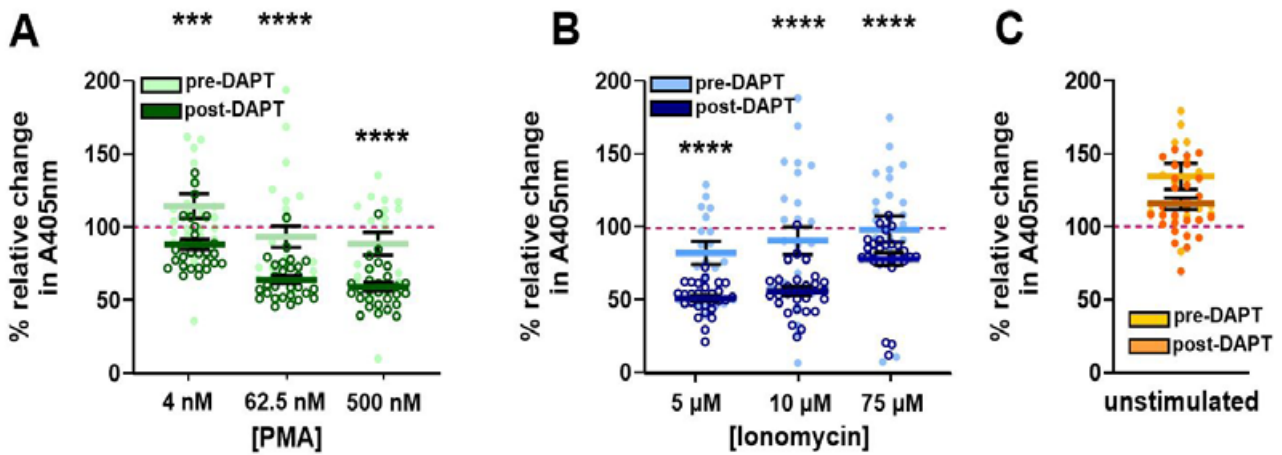 A
*** ****
200
pre-DAPT
post-DAPT
150
****
100
50
0
% relative change
in A405nm
4 nM 62.5 nM 500 nM
[PMA]
B
**** ****
200
pre-DAPT
post-DAPT
150
****
100
50
0
% relative change
in A405nm
5 µM 10 µM 75 µM
[Ionomycin]
C
200
150
100
50
0
% relative change
in A405nm
pre-DAPT
post-DAPT
unstimulated